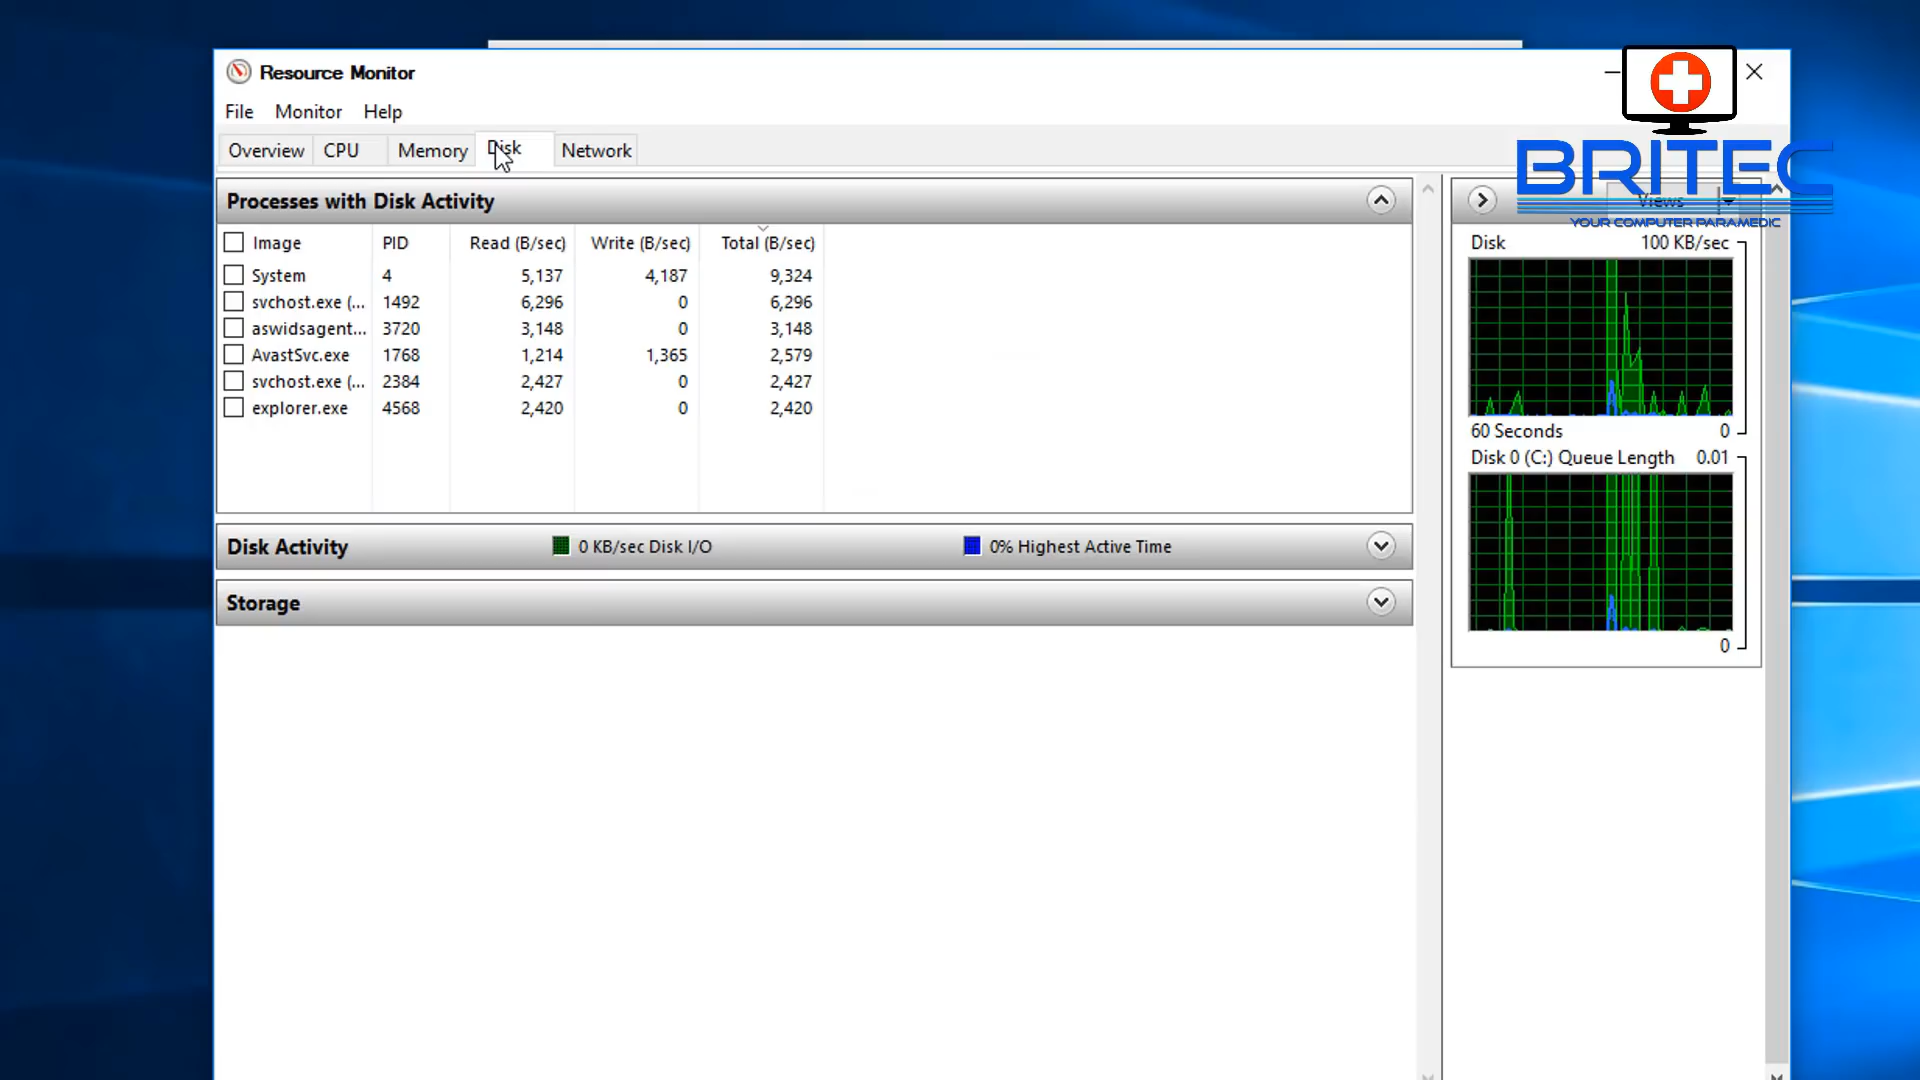 Resource Monitor
File Monitor Help
Overview CPU Memory Disk Network
BRITEC
YOUR COMPUTER PARAMEDIC
Processes with Disk Activity
Views
Image PID Read (B/sec) Write (B/sec) Total (B/sec)
System 4 5,137 4,187 9,324
svchost.exe (... 1492 6,296 0 6,296
aswidsagent... 3720 3,148 0 3,148
AvastSvc.exe 1768 1,214 1,365 2,579
svchost.exe (... 2384 2,427 0 2,427
explorer.exe 4568 2,420 0 2,420
Disk Activity 0 KB/sec Disk I/O 0% Highest Active Time
Storage
Disk 100 KB/sec
60 Seconds 0
Disk 0 (C:) Queue Length 0.01
0